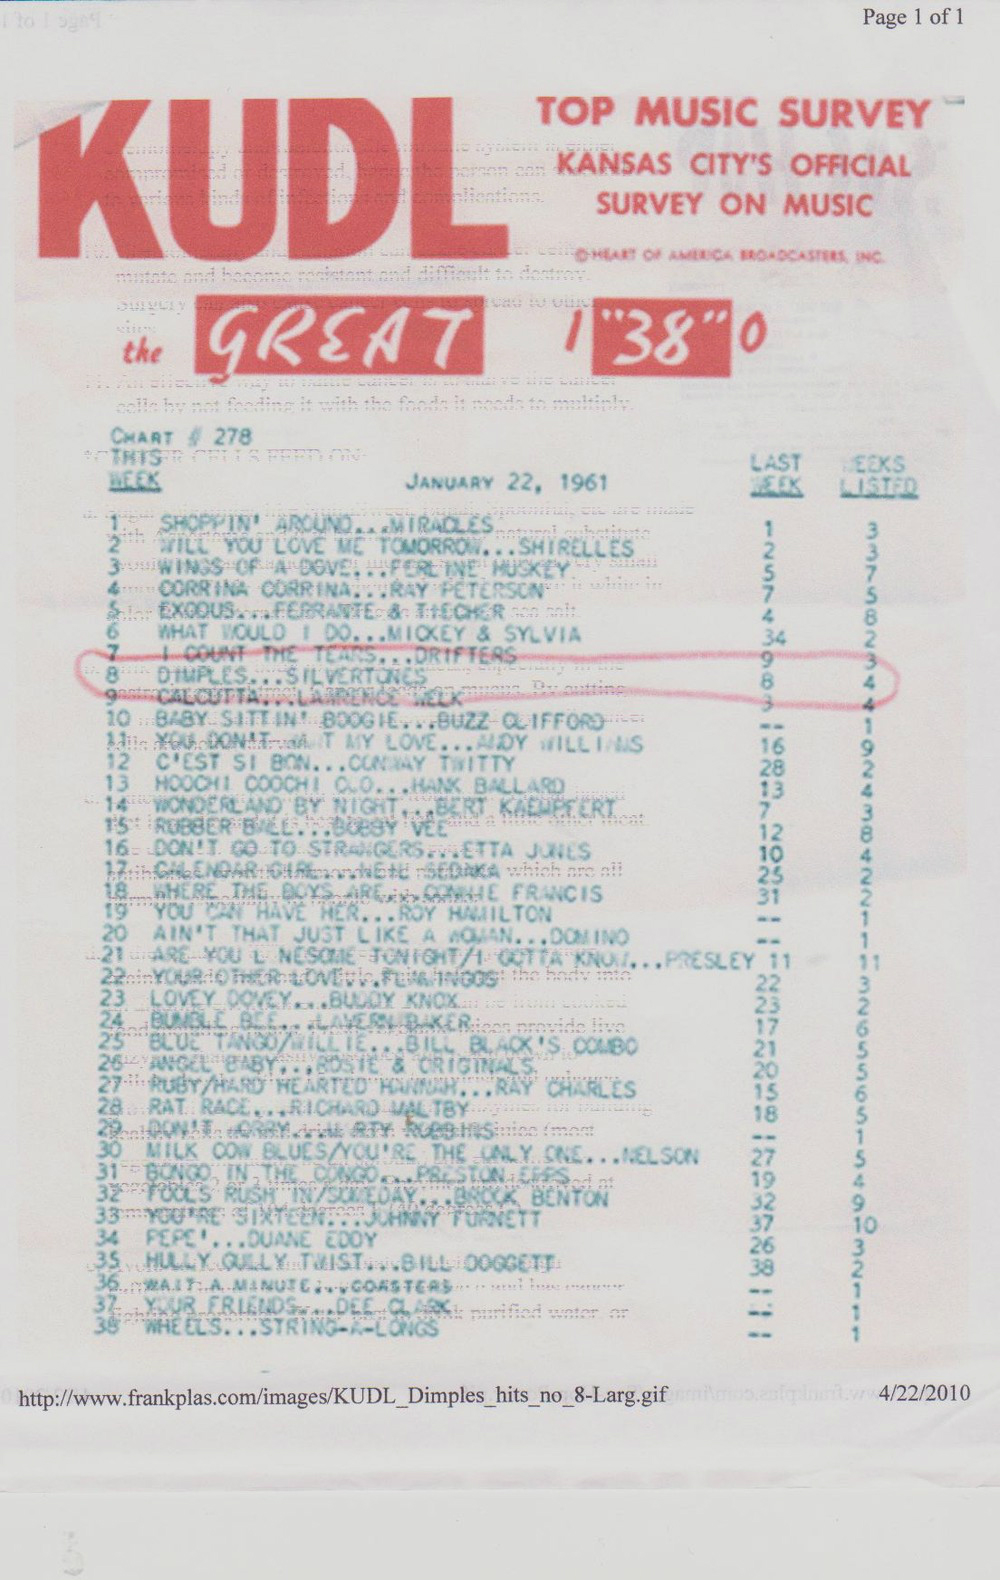 Page 1 of 1
KUDL
TOP MUSIC SURVEY
KANSAS CITY'S OFFICIAL
SURVEY ON MUSIC
© HEART OF AMERICA BROADCASTERS, INC.
the GREAT 1 "38" 0
CHART # 278
THIS WEEK JANUARY 22, 1961 LAST WEEK WEEKS LISTED
1 SHOPPIN' AROUND...MIRACLES 1 3
2 WILL YOU LOVE ME TOMORROW...SHIRELLES 2 3
3 WINGS OF A DOVE...FERLINE HUSKEY 5 7
4 CORRINA CORRINA...RAY PETERSON 7 5
5 EXODUS...FERRANTE & TIECHER 4 8
6 WHAT WOULD I DO...MICKEY & SYLVIA 34 2
7 I COUNT THE TEARS...DRIFTERS 9 3
8 DIMPLES...SILVERTONES 8 4
9 CALCUTTA...LAWRENCE WELK 3 4
10 BABY SITTIN' BOOGIE...BUZZ CLIFFORD -- 1
11 YOU DON'T WANT MY LOVE...ANDY WILLIAMS 16 9
12 C'EST SI BON...CONWAY TWITTY 28 2
13 HOOCHI COOCHI COO...HANK BALLARD 13 4
14 WONDERLAND BY NIGHT...BERT KAEMPFERT 7 3
15 RUBBER BALL...BOBBY VEE 12 8
16 DON'T GO TO STRANGERS...ETTA JONES 10 4
17 CALENDAR GIRL...NEIL SEDAKA 25 2
18 WHERE THE BOYS ARE...CONNIE FRANCIS 31 2
19 YOU CAN HAVE HER...ROY HAMILTON -- 1
20 AIN'T THAT JUST LIKE A WOMAN...DOMINO -- 1
21 ARE YOU L NESOME TONIGHT/I GOTTA KNOW...PRESLEY 11 11
22 YOUR OTHER LOVE...FLAMINGOS 22 3
23 LOVEY DOVEY...BUDDY KNOX 23 2
24 BUMBLE BEE...LAVERN BAKER 17 6
25 BLUE TANGO/WILLIE...BILL BLACK'S COMBO 21 5
26 ANGEL BABY...ROSIE & ORIGINALS 20 5
27 RUBY/HARD HEARTED HANNAH...RAY CHARLES 15 6
28 RAT RACE...RICHARD MALTBY 18 5
29 DON'T WORRY...MARTY ROBBINS -- 1
30 MILK COW BLUES/YOU'RE THE ONLY ONE...NELSON 27 5
31 BONGO IN THE CONGO...PRESTON EPPS 19 4
32 FOOLS RUSH IN/SOMEDAY...BROOK BENTON 32 9
33 YOU'RE SIXTEEN...JOHNNY FURNETT 37 10
34 PEPE'...DUANE EDDY 26 3
35 HULLY GULLY TWIST...BILL DOGGETT 38 2
36 WAIT A MINUTE...COASTERS -- 1
37 YOUR FRIENDS...DEE CLARK -- 1
38 WHEELS...STRING-A-LONGS -- 1
http://www.frankplas.com/images/KUDL_Dimples_hits_no_8-Larg.gif 4/22/2010